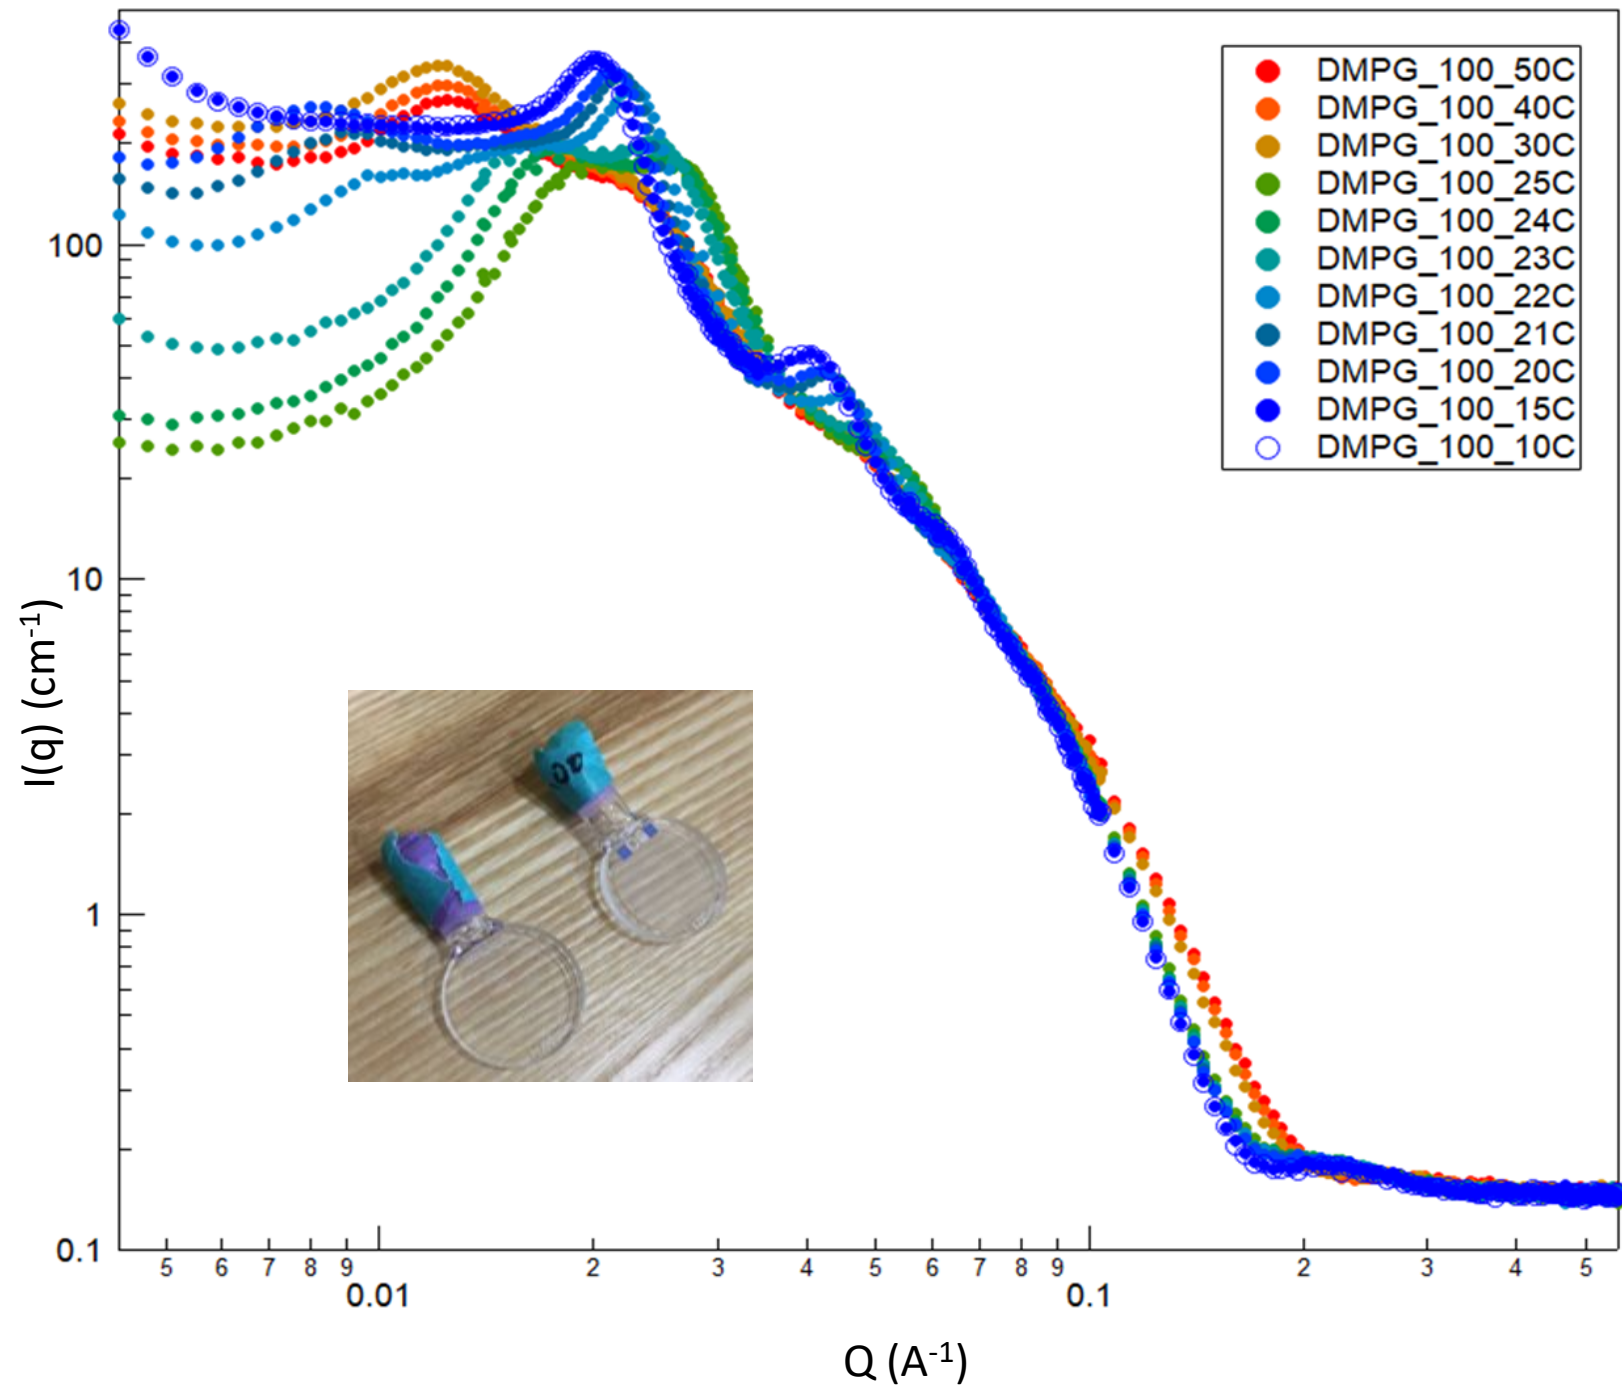 DMPG_100_50C
DMPG_100_40C
DMPG_100_30C
DMPG_100_25C
DMPG_100_24C
DMPG_100_23C
DMPG_100_22C
DMPG_100_21C
DMPG_100_20C
DMPG_100_15C
DMPG_100_10C
100
10
1
0.1
I(q) (cm⁻¹)
5 6 7 8 9 2 3 4 5 6 7 8 9 2 3 4 5
0.01 0.1
Q (A⁻¹)